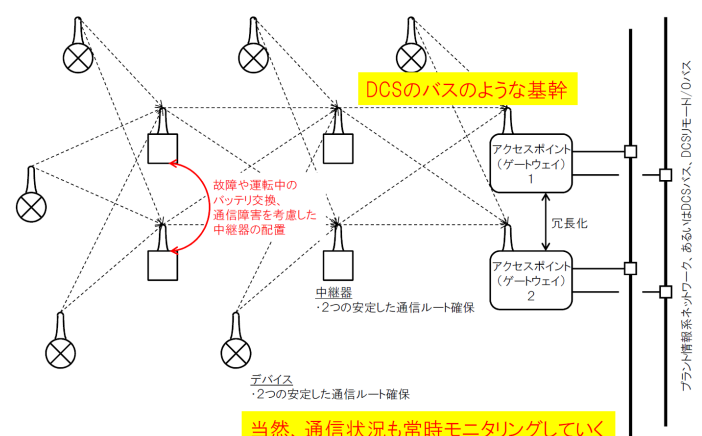 DCSのバスのような基幹
アクセスポイント
（ゲートウェイ）
1
故障や運転中の
バッテリ交換、
通信障害を考慮した
中継器の配置
冗長化
アクセスポイント
（ゲートウェイ）
2
中継器
・2つの安定した通信ルート確保
デバイス
・2つの安定した通信ルート確保
当然、通信状況も常時モニタリングしていく
プラント情報系ネットワーク、あるいはDCSバス、DCSリモートI/Oバス